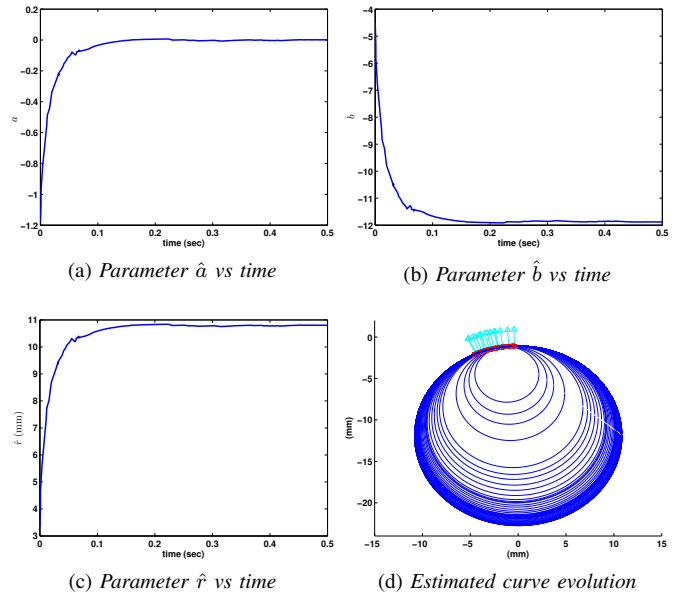 0.2
0
−0.2
−0.4
−0.6
−0.8
−1
−1.2
a
0 0.1 0.2 0.3 0.4 0.5
time (sec)
(a) Parameter â vs time
−4
−5
−6
−7
−8
−9
−10
−11
−12
0 0.1 0.2 0.3 0.4 0.5
time (sec)
(b) Parameter b̂ vs time
11
10
9
8
7
6
5
4
3
r̂ (mm)
0 0.1 0.2 0.3 0.4 0.5
time (sec)
(c) Parameter r̂ vs time
0
−5
−10
−15
−20
(mm)
−15 −10 −5 0 5 10 15
(mm)
(d) Estimated curve evolution